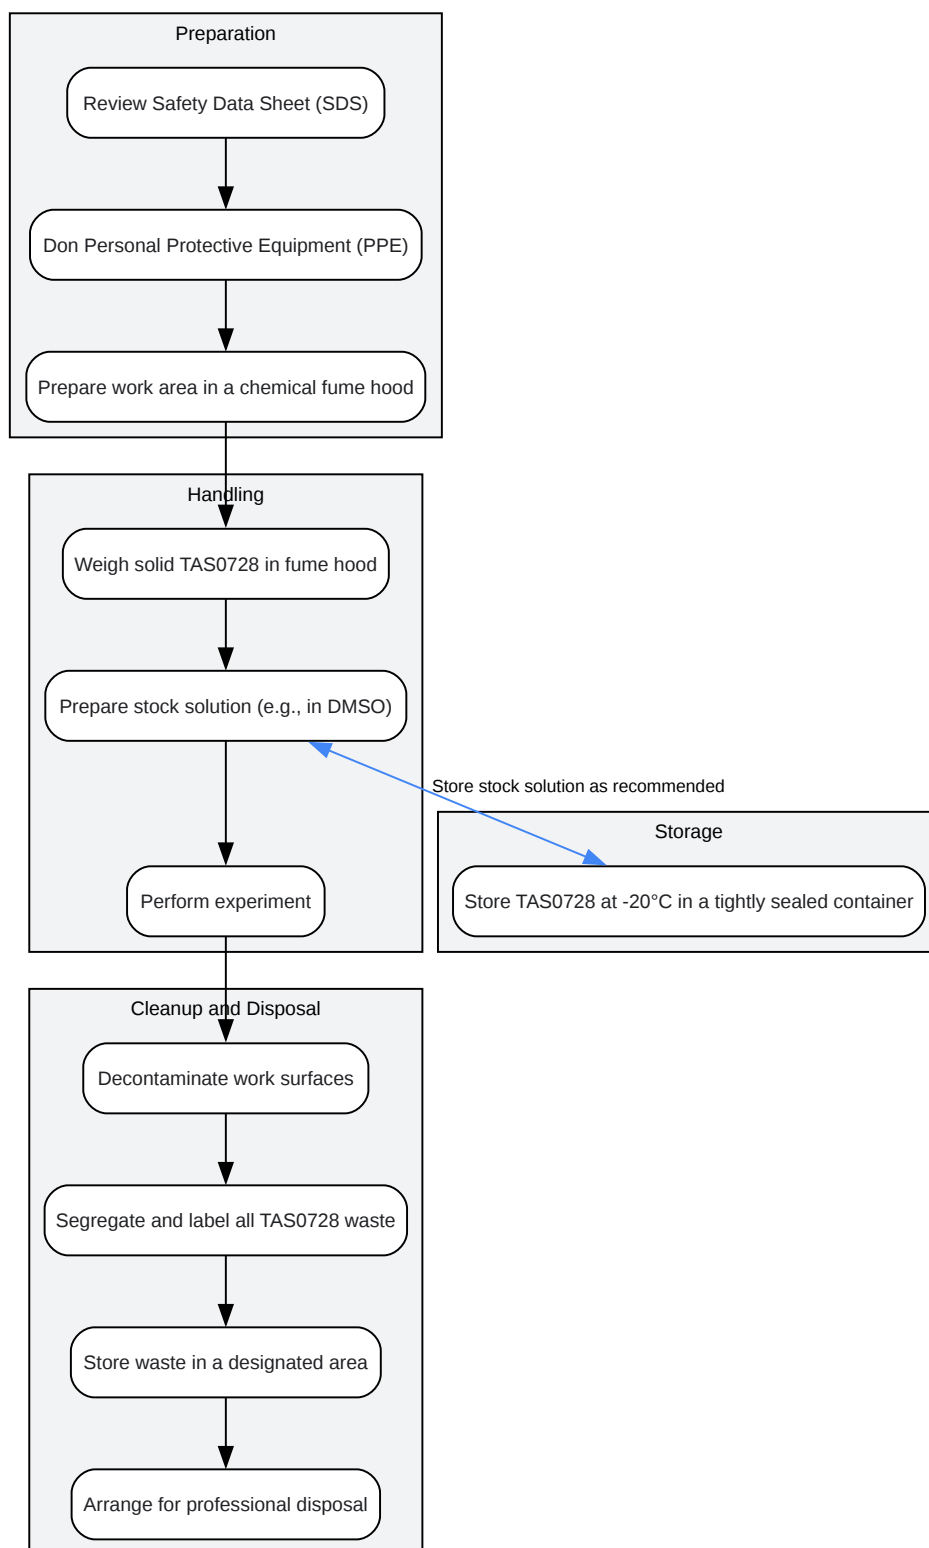 Preparation
Review Safety Data Sheet (SDS)
Don Personal Protective Equipment (PPE)
Prepare work area in a chemical fume hood
Handling
Weigh solid TAS0728 in fume hood
Prepare stock solution (e.g., in DMSO)
Store stock solution as recommended
Storage
Perform experiment
Store TAS0728 at -20°C in a tightly sealed container
Cleanup and Disposal
Decontaminate work surfaces
Segregate and label all TAS0728 waste
Store waste in a designated area
Arrange for professional disposal